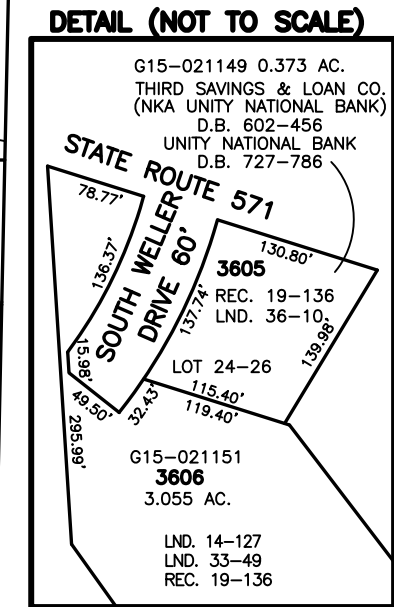 DETAIL (NOT TO SCALE)
G15-021149 0.373 AC.
THIRD SAVINGS & LOAN CO.
(NKA UNITY NATIONAL BANK)
D.B. 602-456
UNITY NATIONAL BANK
D.B. 727-786
STATE ROUTE 571
78.77'
136.37'
SOUTH WELLER
DRIVE 60'
137.74'
130.80'
3605
REC. 19-136
LND. 36-10
139.98'
15.98'
LOT 24-26
49.50'
32.43'
115.40'
119.40'
295.99'
G15-021151
3606
3.055 AC.
LND. 14-127
LND. 33-49
REC. 19-136